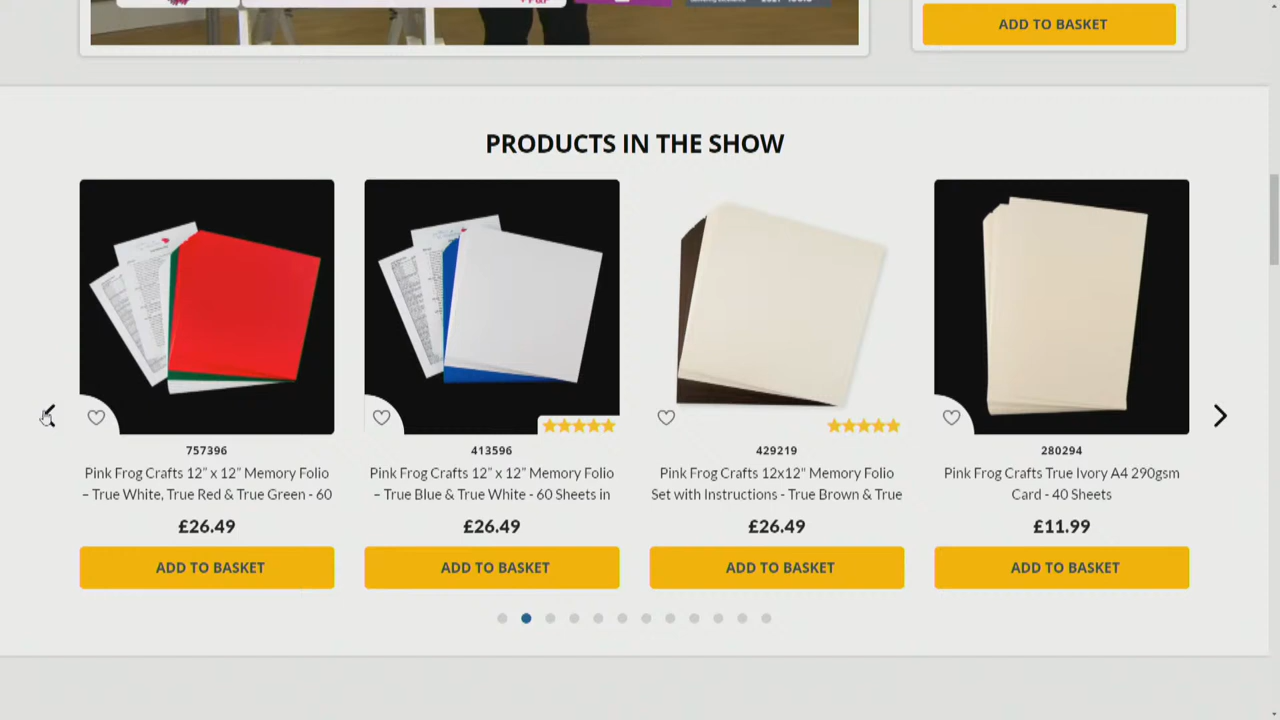 ADD TO BASKET
PRODUCTS IN THE SHOW
757396
Pink Frog Crafts 12" x 12" Memory Folio
– True White, True Red & True Green - 60
£26.49
ADD TO BASKET
413596
Pink Frog Crafts 12" x 12" Memory Folio
– True Blue & True White - 60 Sheets in
£26.49
ADD TO BASKET
429219
Pink Frog Crafts 12x12" Memory Folio
Set with Instructions - True Brown & True
£26.49
ADD TO BASKET
280294
Pink Frog Crafts True Ivory A4 290gsm
Card - 40 Sheets
£11.99
ADD TO BASKET